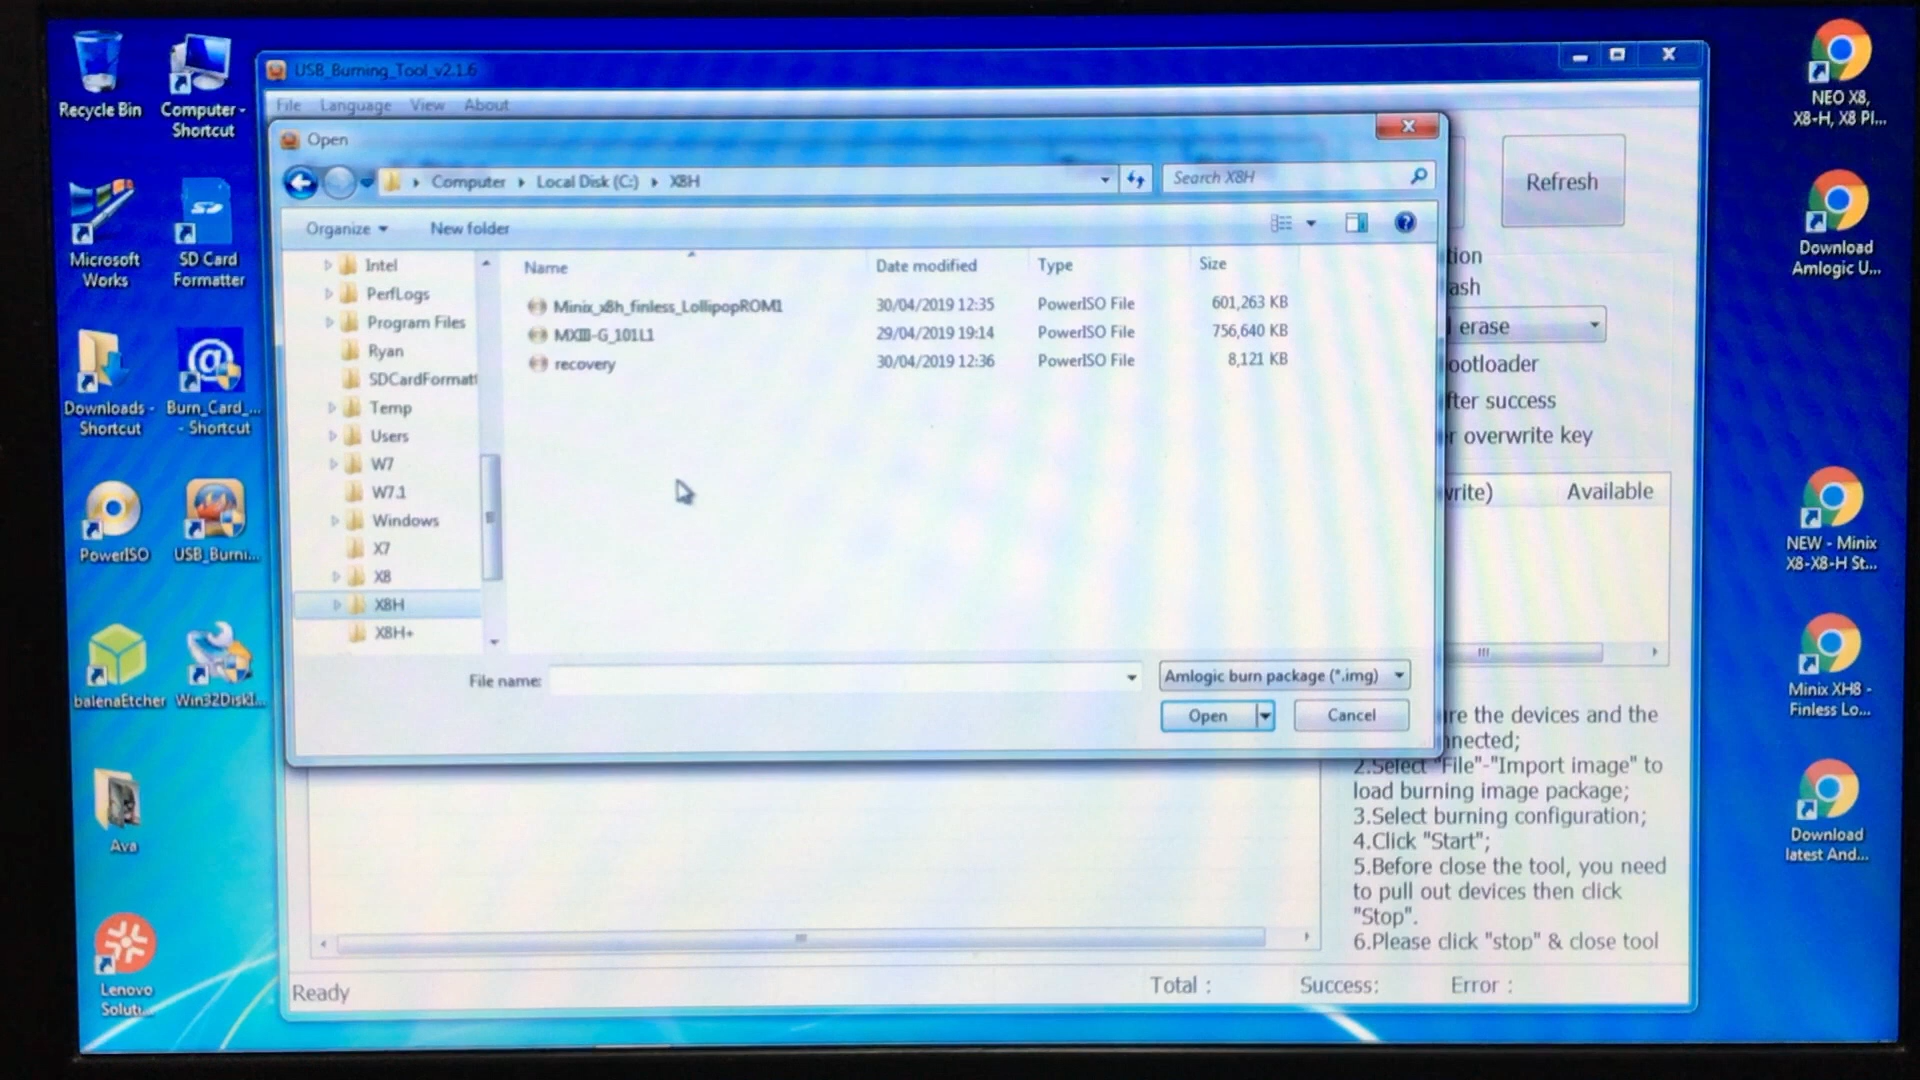 Recycle Bin
Computer -
Shortcut
Microsoft
Works
SD Card
Formatter
Downloads -
Shortcut
Burn_Card_...
- Shortcut
PowerISO
USB_Burni...
balenaEtcher
Win32DiskI...
Ava
Lenovo
Soluti...
USB_Burning_Tool_v2.1.6
File Language View About
Open
Computer Local Disk (C:) X8H
Search X8H
Organize New folder
Intel
PerfLogs
Program Files
Ryan
SDCardFormatt
Temp
Users
W7
W7.1
Windows
X7
X8
X8H
X8H+
Name Date modified Type Size
Minix_x8h_finless_LollipopROM1 30/04/2019 12:35 PowerISO File 601,263 KB
MXIII-G_101L1 29/04/2019 19:14 PowerISO File 756,640 KB
recovery 30/04/2019 12:36 PowerISO File 8,121 KB
File name:
Amlogic burn package (*.img)
Open
Cancel
Refresh
tion
ash
erase
ootloader
fter success
r overwrite key
write) Available
re the devices and the
nnected;
2.Select "File"-"Import image" to
load burning image package;
3.Select burning configuration;
4.Click "Start";
5.Before close the tool, you need
to pull out devices then click
"Stop".
6.Please click "stop" & close tool
Ready
Total :
Success:
Error :
NEO X8,
X8-H, X8 Pl...
Download
Amlogic U...
NEW - Minix
X8-X8-H St...
Minix XH8 -
Finless Lo...
Download
latest And...